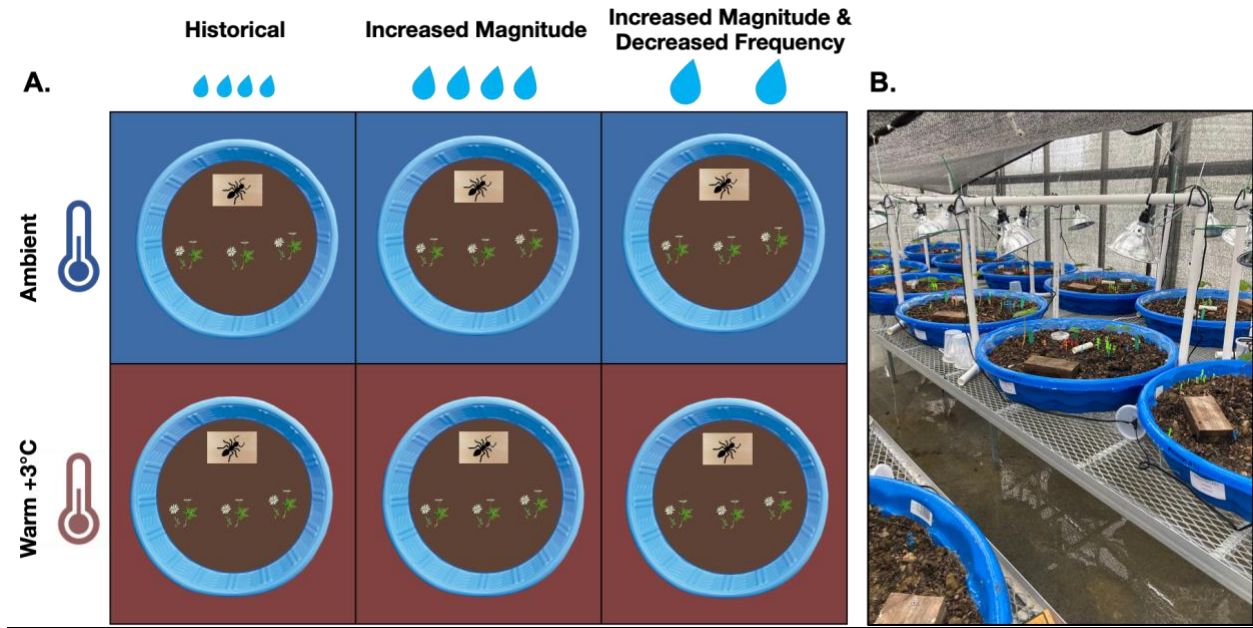 Historical
Increased Magnitude
Increased Magnitude &
Decreased Frequency
A.
B.
Ambient
Warm +3°C